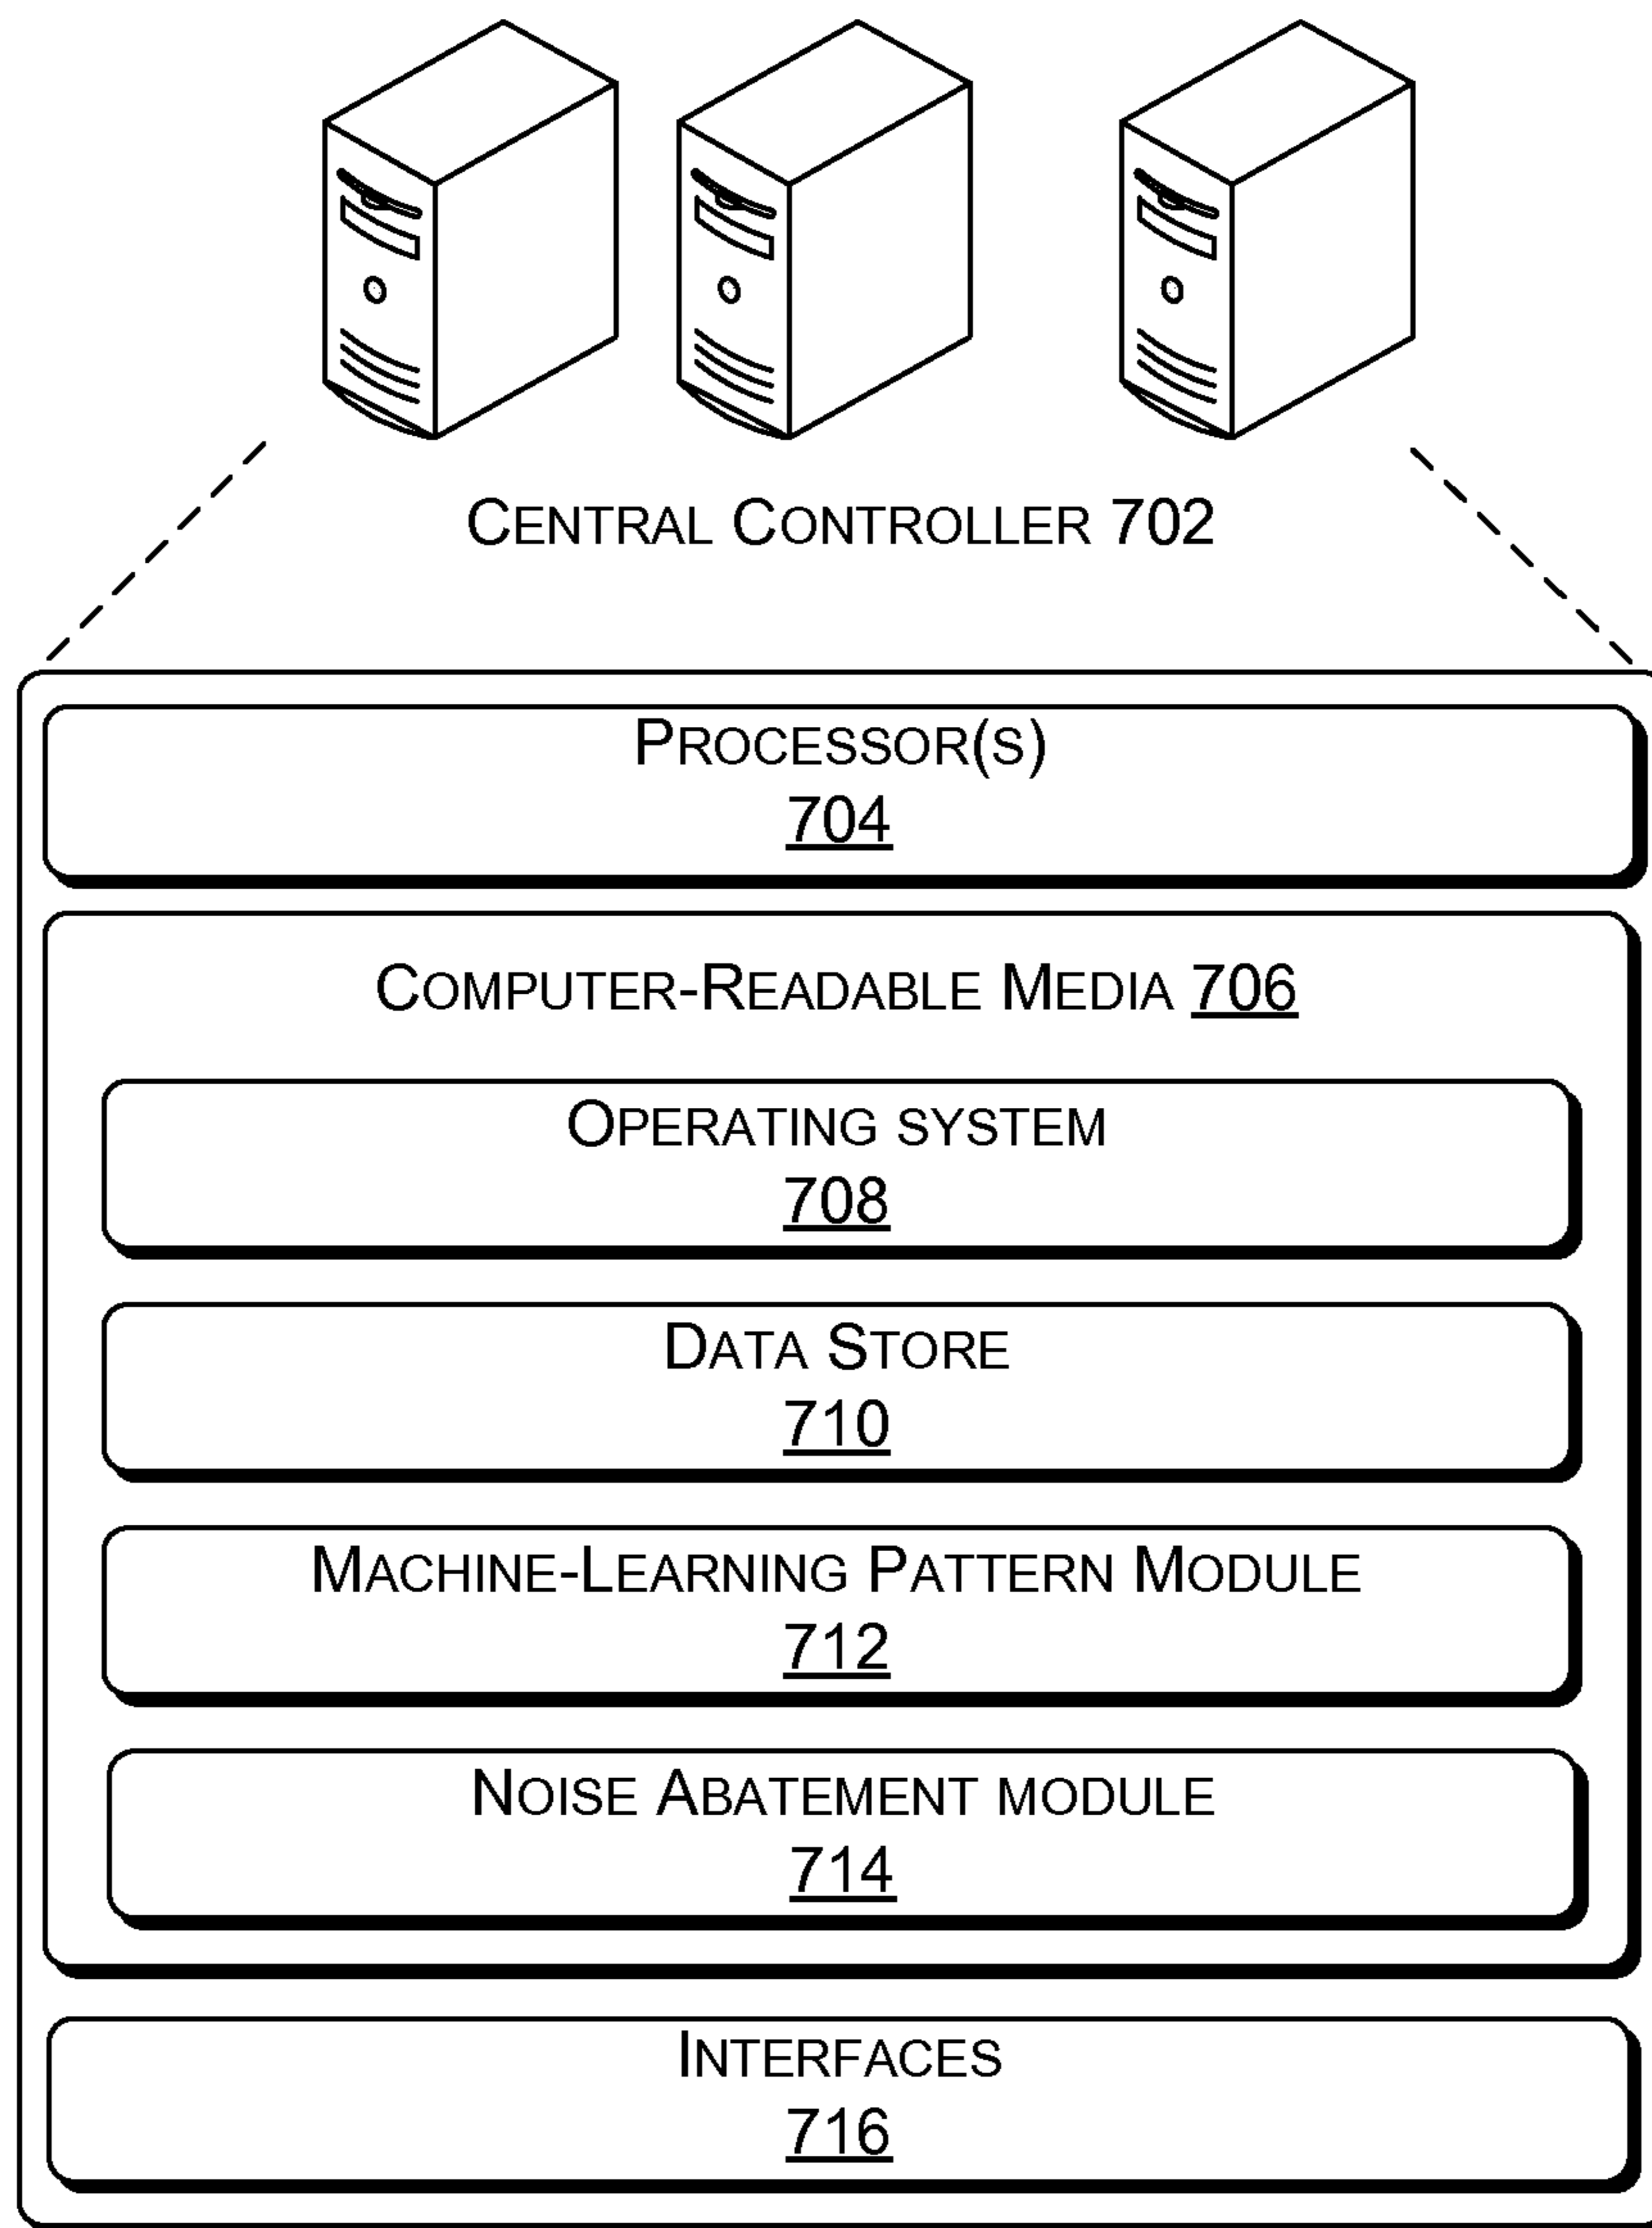 CENTRAL CONTROLLER 702
PROCESSOR(S)
704
COMPUTER-READABLE MEDIA 706
OPERATING SYSTEM
708
DATA STORE
710
MACHINE-LEARNING PATTERN MODULE
712
NOISE ABATEMENT MODULE
714
INTERFACES
716